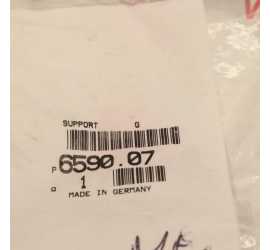 SUPPORT G
P 6590.07
Q 1
MADE IN GERMANY